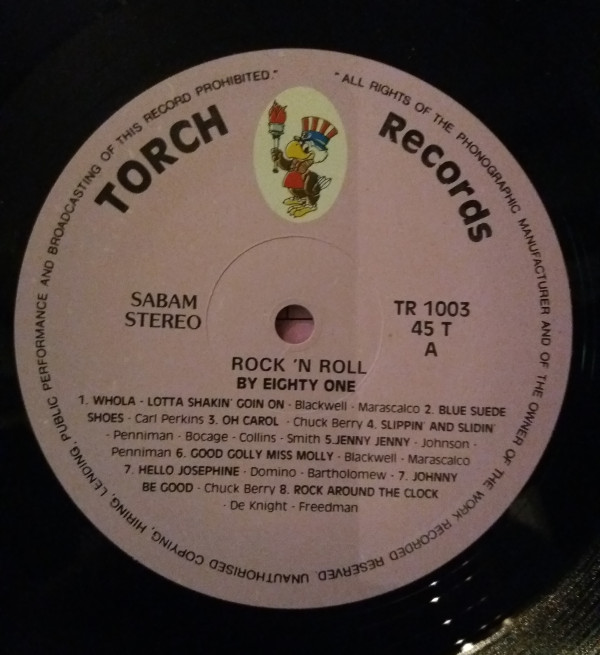 "ALL RIGHTS OF THE PHONOGRAPHIC MANUFACTURER AND OF THE OWNER OF THE WORK RECORDED RESERVED. UNAUTHORISED COPYING, HIRING, LENDING, PUBLIC PERFORMANCE AND BROADCASTING OF THIS RECORD PROHIBITED."
TORCH Records
SABAM
STEREO
TR 1003
45 T
A
ROCK 'N ROLL
BY EIGHTY ONE
1. WHOLA - LOTTA SHAKIN' GOIN ON - Blackwell - Marascalco 2. BLUE SUEDE
SHOES - Carl Perkins 3. OH CAROL - Chuck Berry 4. SLIPPIN' AND SLIDIN'
- Penniman - Bocage - Collins - Smith 5.JENNY JENNY - Johnson -
Penniman 6. GOOD GOLLY MISS MOLLY - Blackwell - Marascalco
7. HELLO JOSEPHINE - Domino - Bartholomew - 7. JOHNNY
BE GOOD - Chuck Berry 8. ROCK AROUND THE CLOCK
- De Knight - Freedman